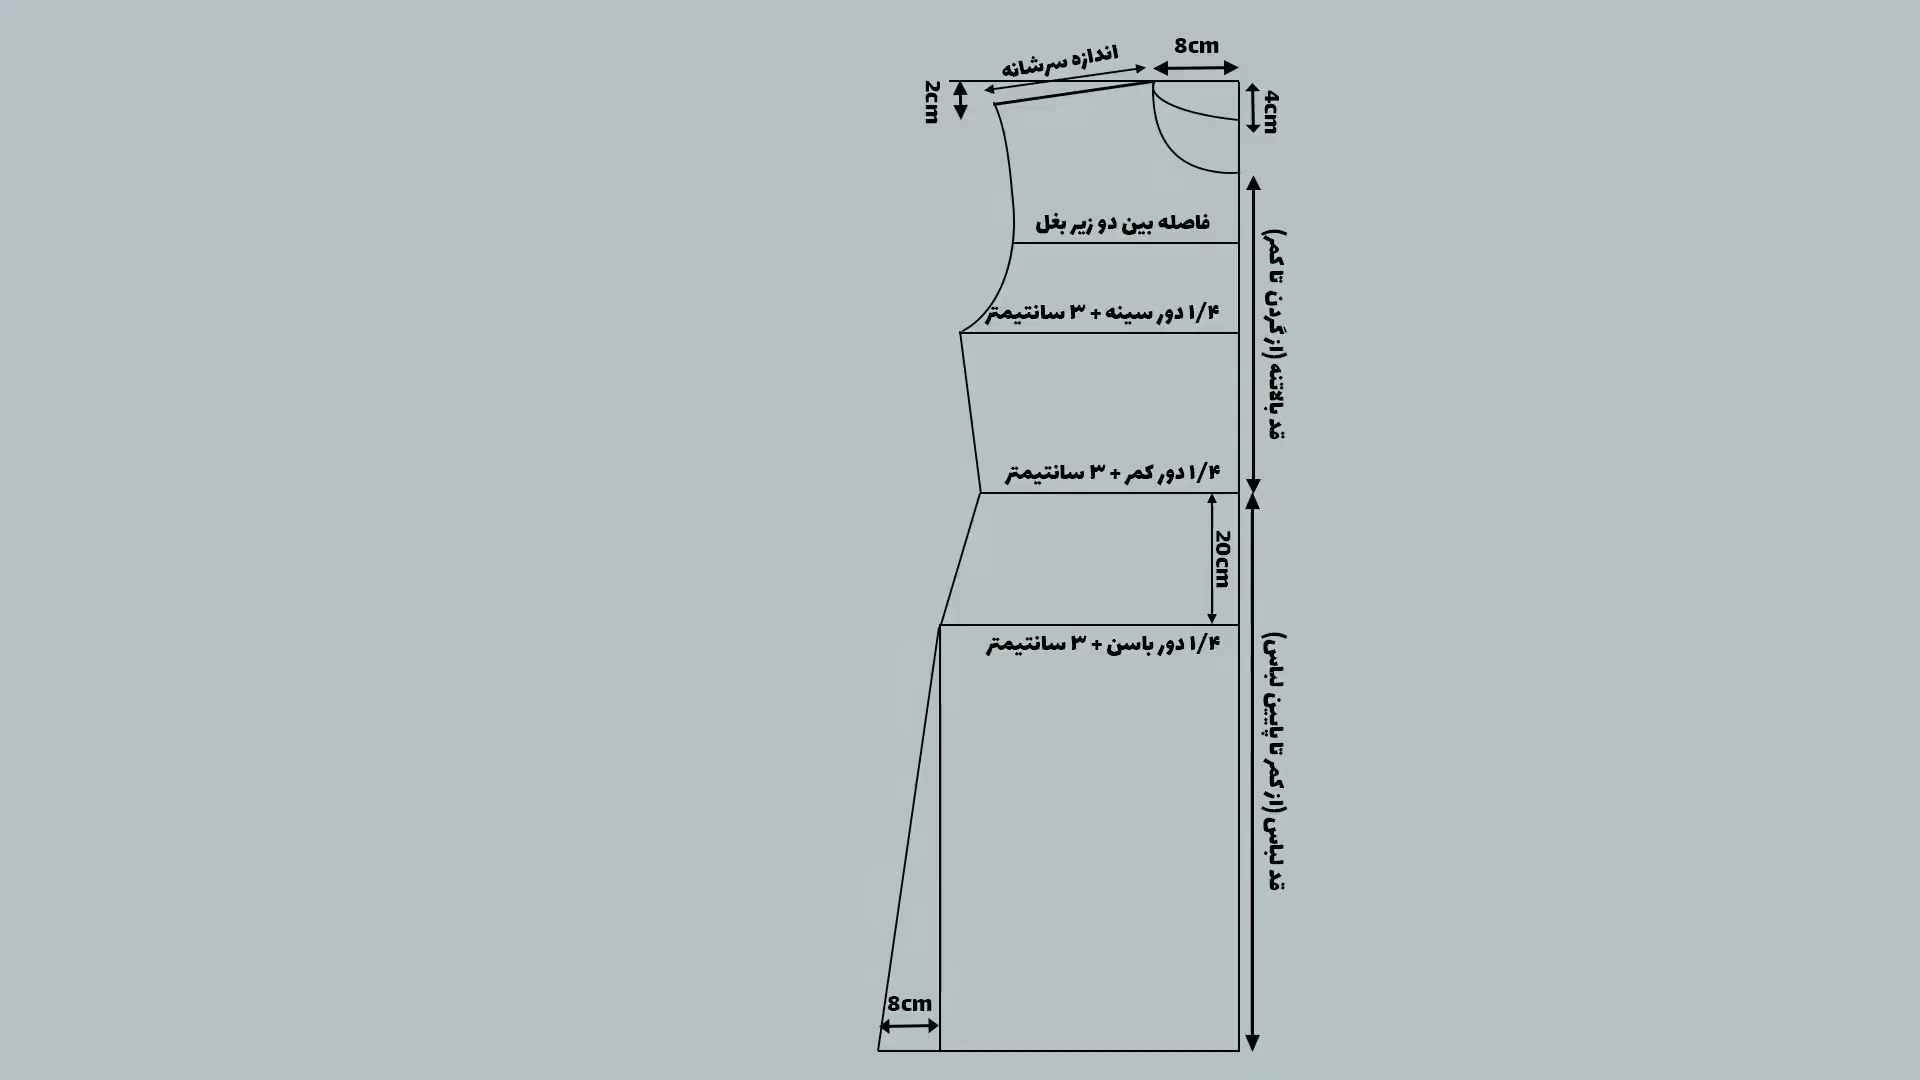 8cm
اندازه سرشانه
2cm
4cm
فاصله بین دو زیر بغل
۱/۴ دور سینه + ۳ سانتیمتر
قد بالاتنه (از گردن تا کمر)
۱/۴ دور کمر + ۳ سانتیمتر
20cm
۱/۴ دور باسن + ۳ سانتیمتر
قد لباس (از کمر تا پایین لباس)
8cm